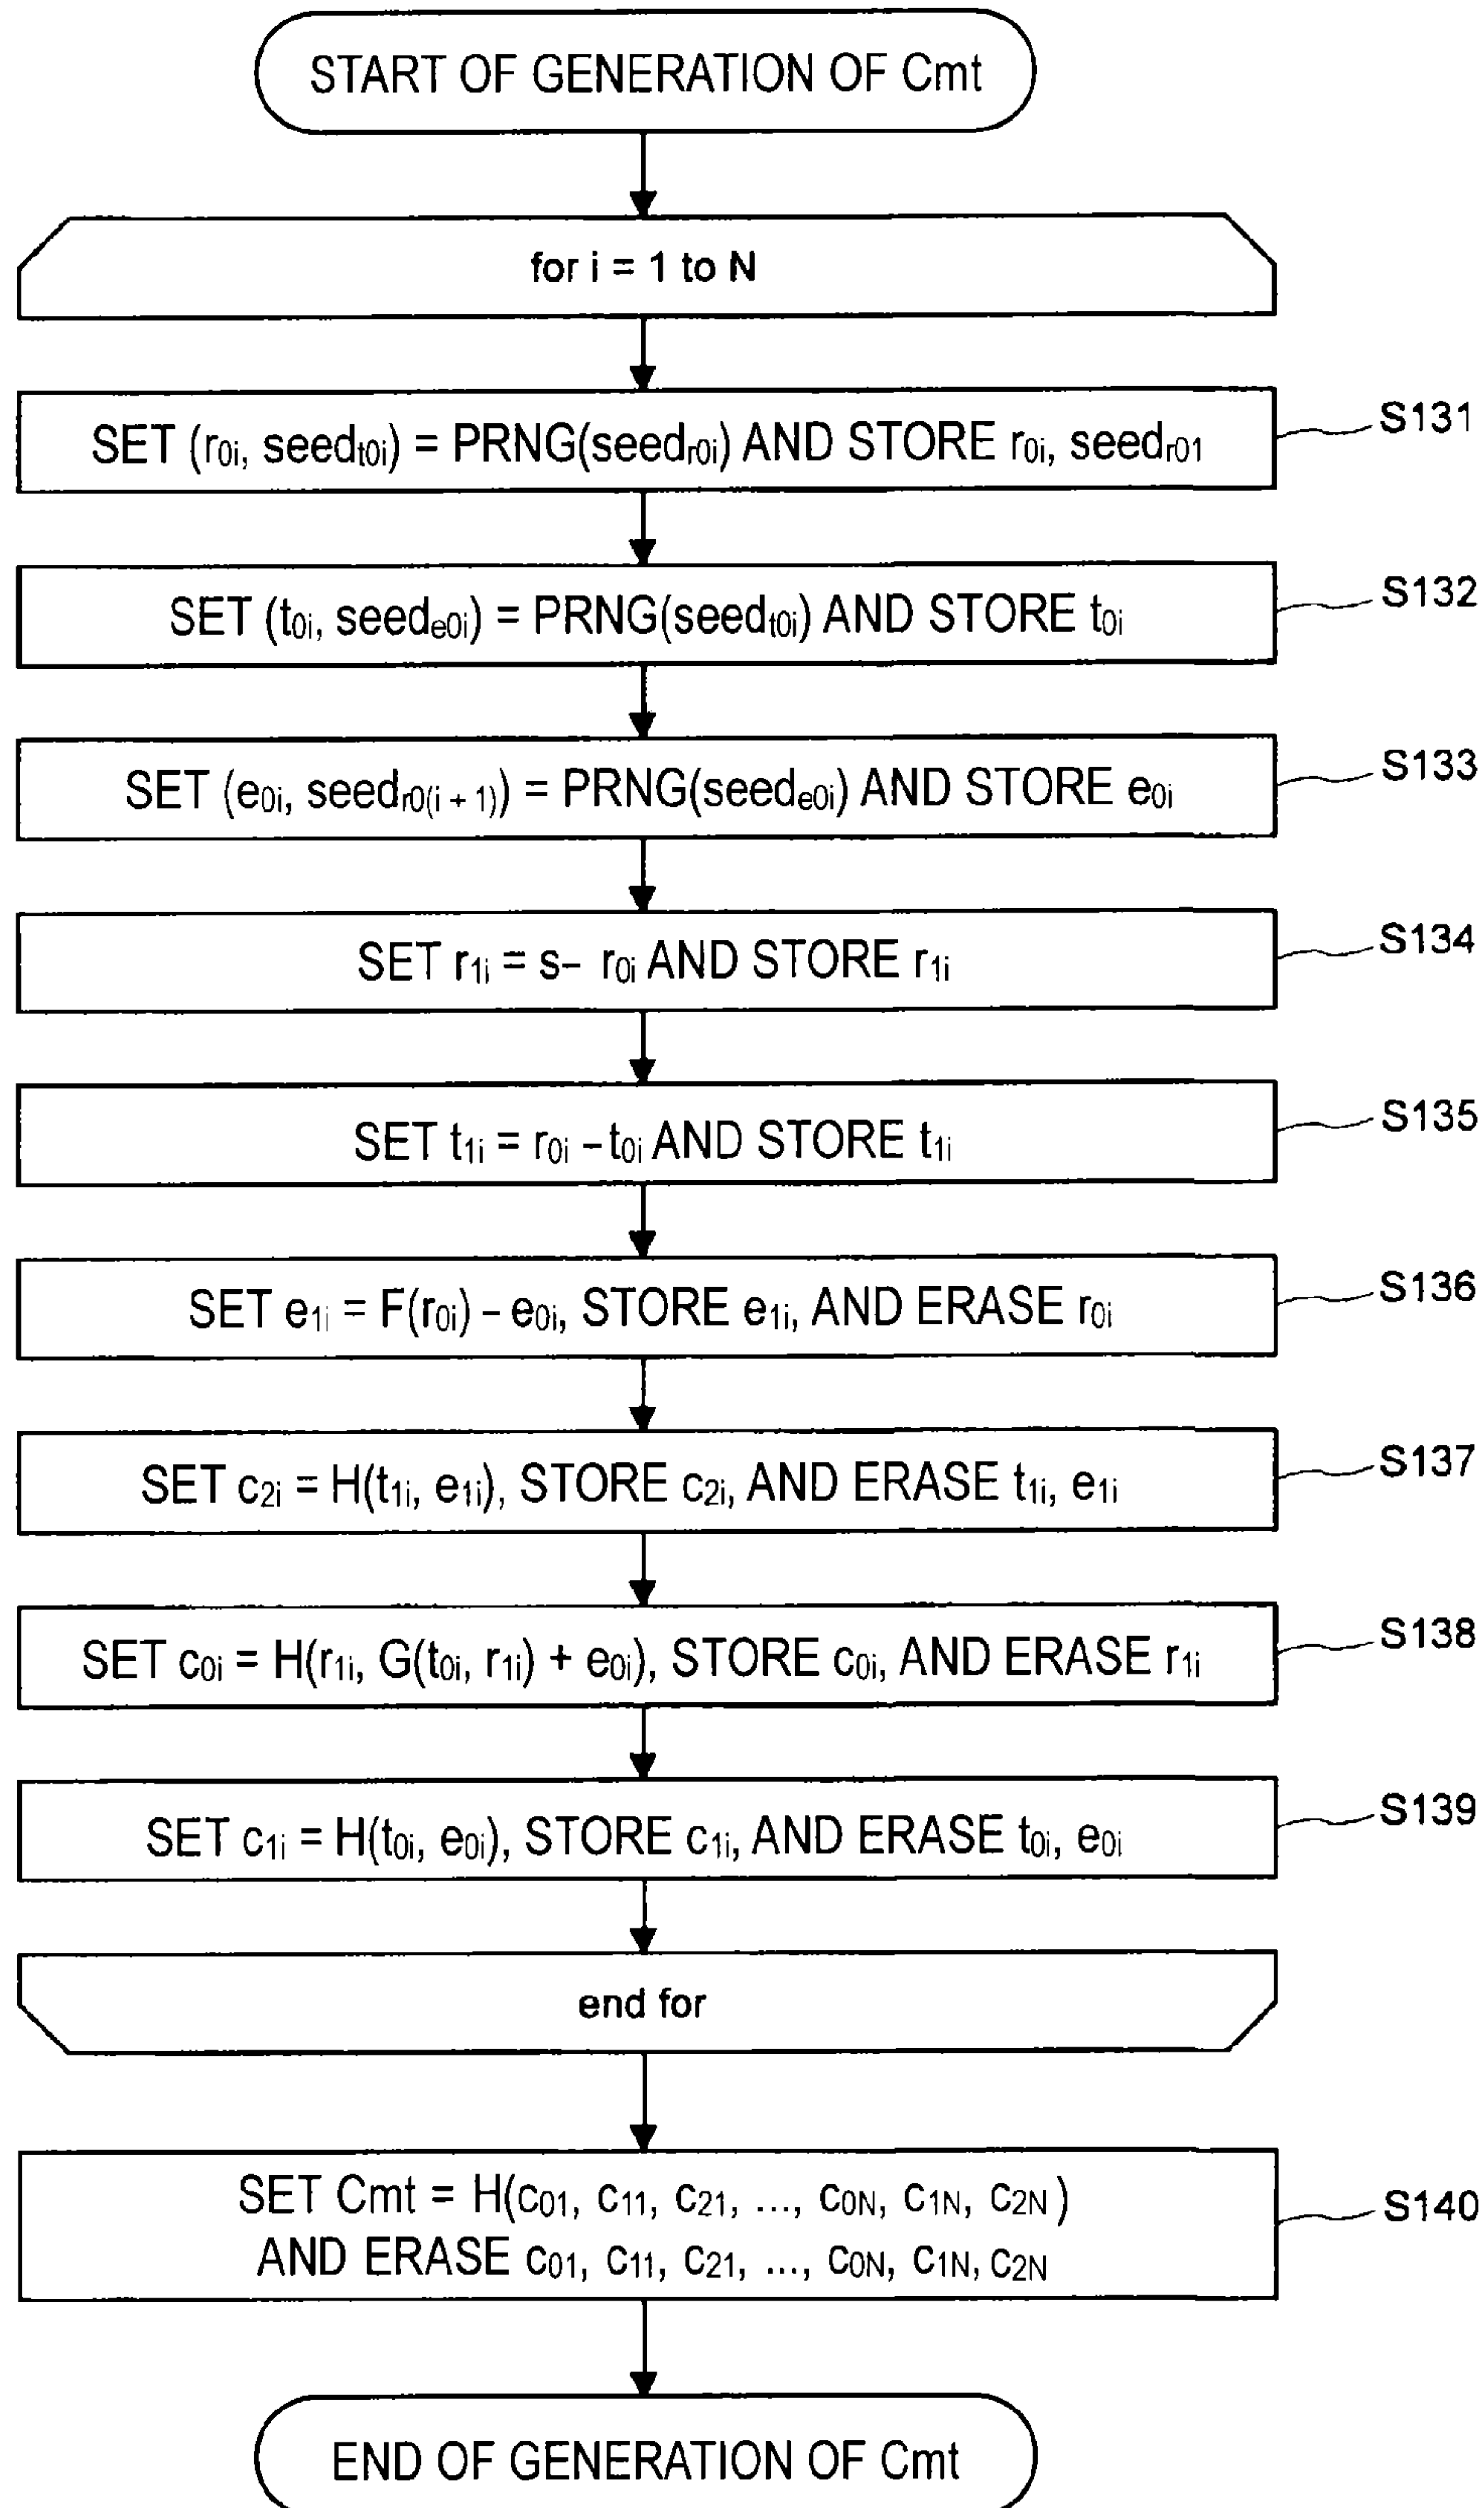 START OF GENERATION OF Cmt
for i = 1 to N
SET (r₀ᵢ, seedₜ₀ᵢ) = PRNG(seedᵣ₀ᵢ) AND STORE r₀ᵢ, seedᵣ₀₁ S131
SET (t₀ᵢ, seedₑ₀ᵢ) = PRNG(seedₜ₀ᵢ) AND STORE t₀ᵢ S132
SET (e₀ᵢ, seedᵣ₀₍ᵢ ₊ ₁₎) = PRNG(seedₑ₀ᵢ) AND STORE e₀ᵢ S133
SET r₁ᵢ = s– r₀ᵢ AND STORE r₁ᵢ S134
SET t₁ᵢ = r₀ᵢ – t₀ᵢ AND STORE t₁ᵢ S135
SET e₁ᵢ = F(r₀ᵢ) – e₀ᵢ, STORE e₁ᵢ, AND ERASE r₀ᵢ S136
SET c₂ᵢ = H(t₁ᵢ, e₁ᵢ), STORE c₂ᵢ, AND ERASE t₁ᵢ, e₁ᵢ S137
SET c₀ᵢ = H(r₁ᵢ, G(t₀ᵢ, r₁ᵢ) + e₀ᵢ), STORE c₀ᵢ, AND ERASE r₁ᵢ S138
SET c₁ᵢ = H(t₀ᵢ, e₀ᵢ), STORE c₁ᵢ, AND ERASE t₀ᵢ, e₀ᵢ S139
end for
SET Cmt = H(c₀₁, c₁₁, c₂₁, ..., c₀N, c₁N, c₂N) S140
AND ERASE c₀₁, c₁₁, c₂₁, ..., c₀N, c₁N, c₂N
END OF GENERATION OF Cmt